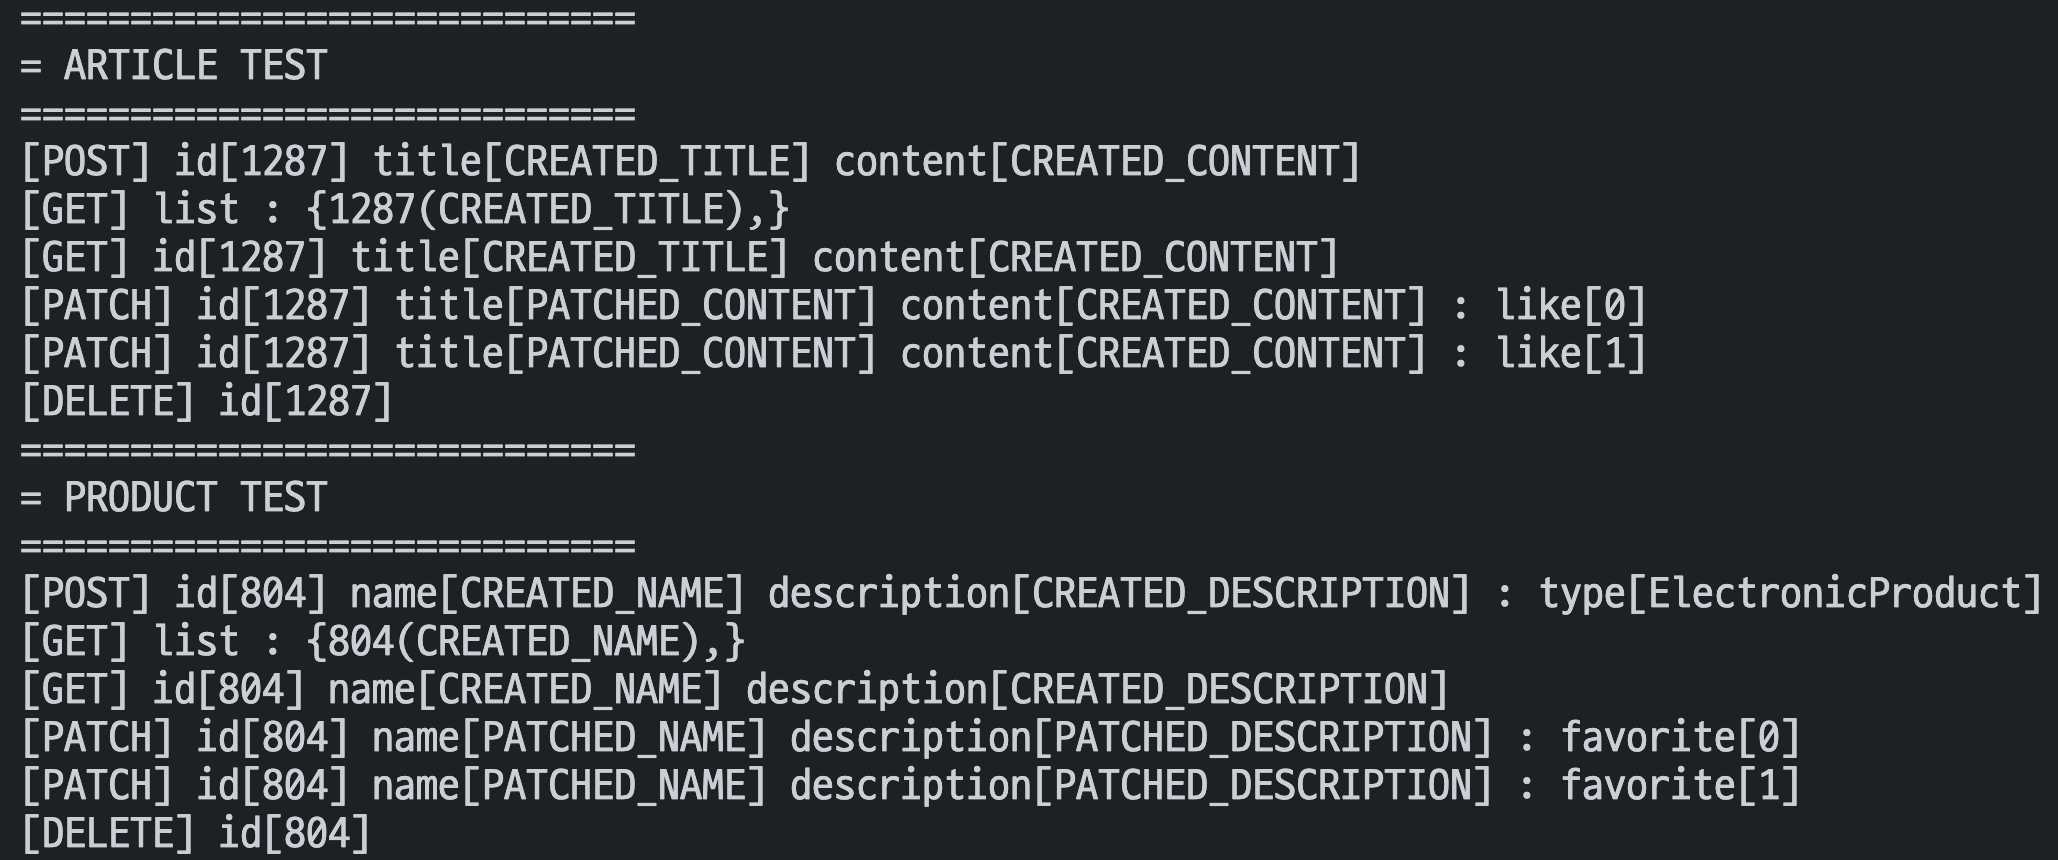 ============================
= ARTICLE TEST
============================
[POST] id[1287] title[CREATED_TITLE] content[CREATED_CONTENT]
[GET] list : {1287(CREATED_TITLE),}
[GET] id[1287] title[CREATED_TITLE] content[CREATED_CONTENT]
[PATCH] id[1287] title[PATCHED_CONTENT] content[CREATED_CONTENT] : like[0]
[PATCH] id[1287] title[PATCHED_CONTENT] content[CREATED_CONTENT] : like[1]
[DELETE] id[1287]
============================
= PRODUCT TEST
============================
[POST] id[804] name[CREATED_NAME] description[CREATED_DESCRIPTION] : type[ElectronicProduct]
[GET] list : {804(CREATED_NAME),}
[GET] id[804] name[CREATED_NAME] description[CREATED_DESCRIPTION]
[PATCH] id[804] name[PATCHED_NAME] description[PATCHED_DESCRIPTION] : favorite[0]
[PATCH] id[804] name[PATCHED_NAME] description[PATCHED_DESCRIPTION] : favorite[1]
[DELETE] id[804]